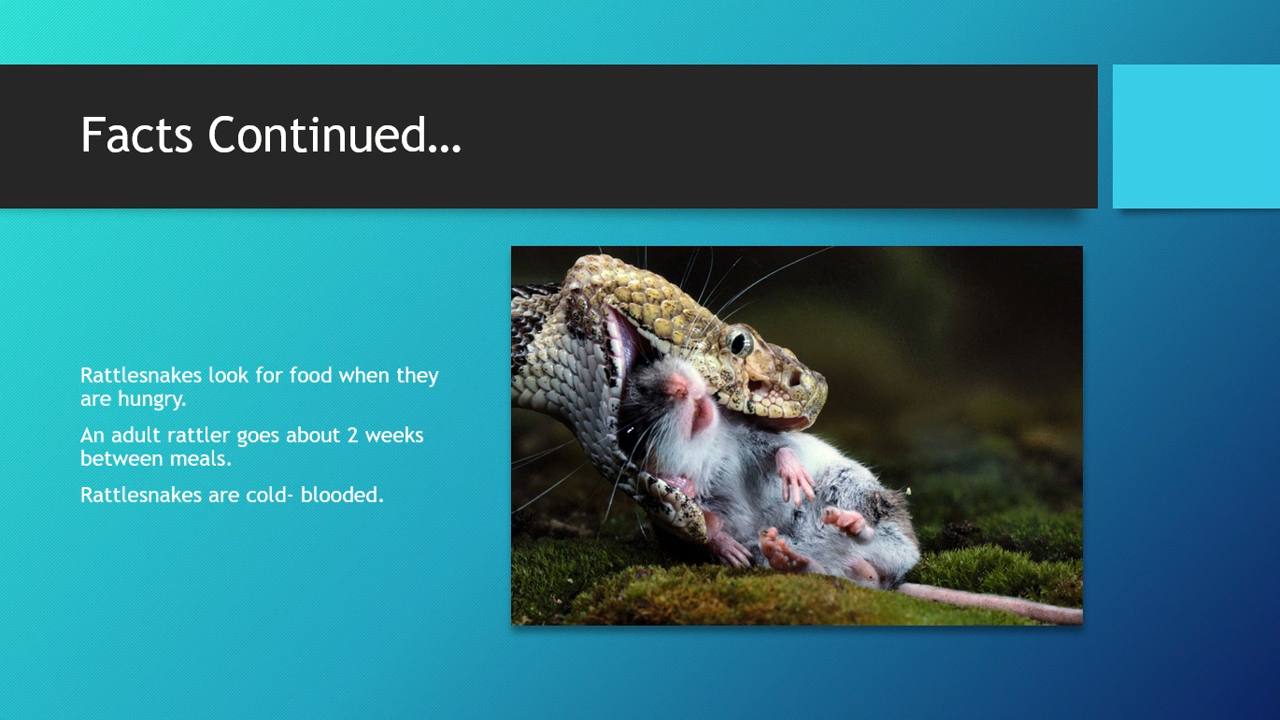 Facts Continued…
Rattlesnakes look for food when they
are hungry.
An adult rattler goes about 2 weeks
between meals.
Rattlesnakes are cold- blooded.